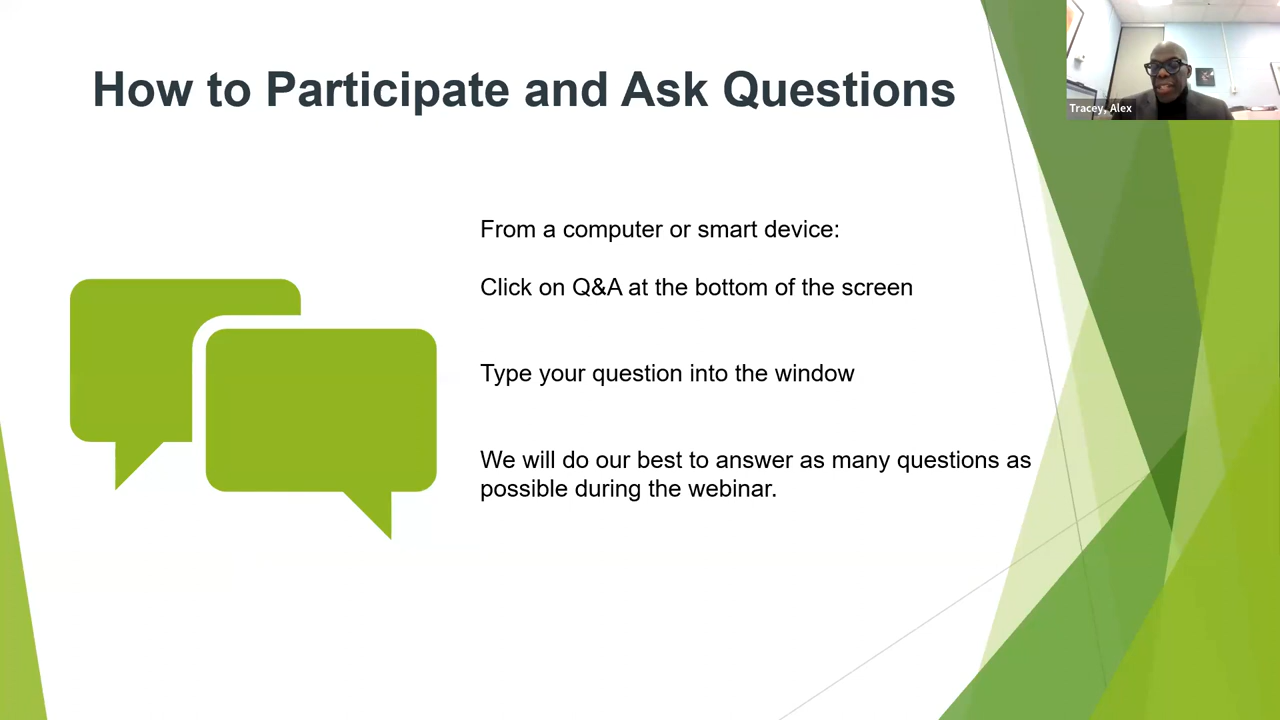 How to Participate and Ask Questions
Tracey, Alex
From a computer or smart device:
Click on Q&A at the bottom of the screen
Type your question into the window
We will do our best to answer as many questions as
possible during the webinar.